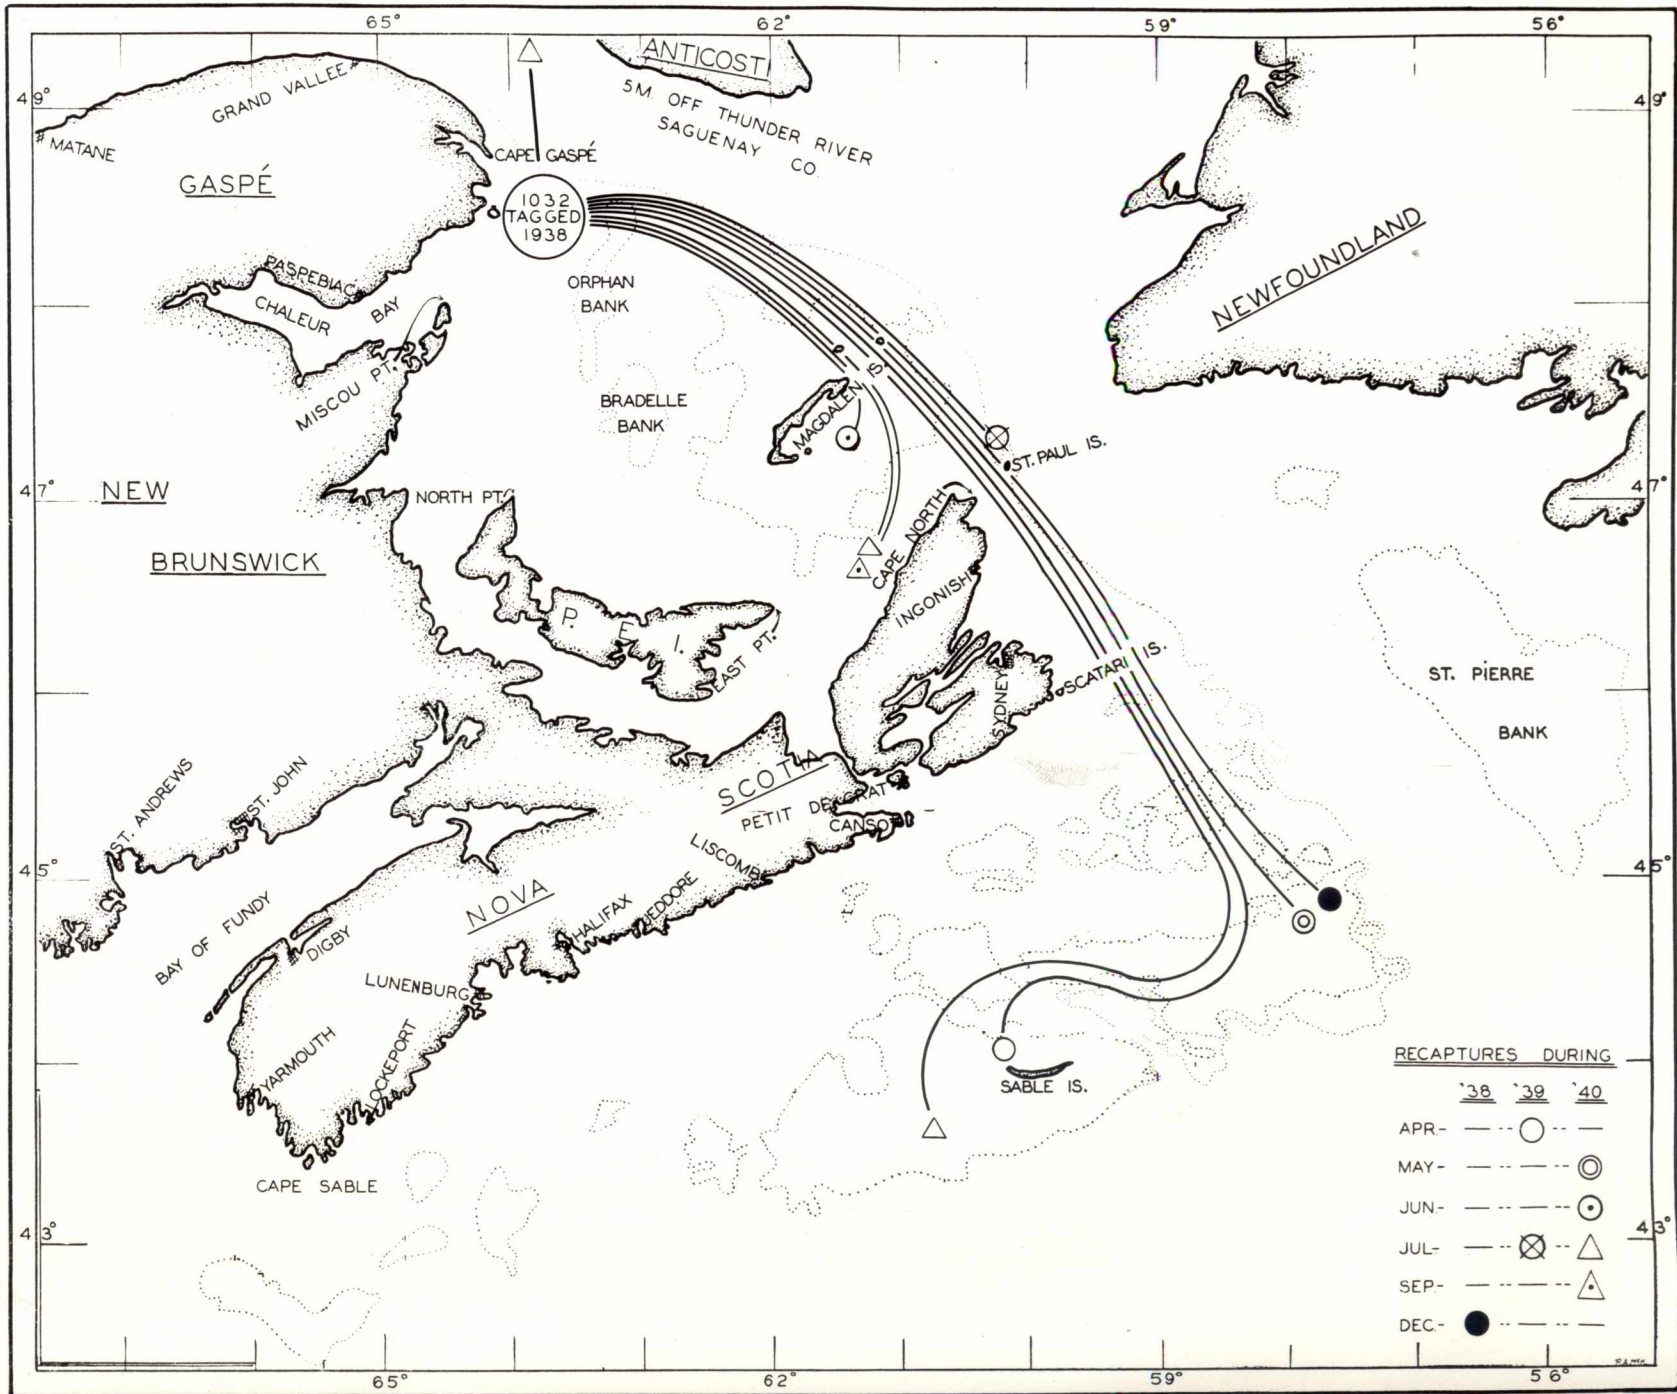 65° 62° 59° 56°
49° 49°
ANTICOSTI
5M. OFF THUNDER RIVER
SAGUENAY CO.
GRAND VALLEE
MATANE
GASPÉ
CAPE GASPÉ
1032
TAGGED
1938
ORPHAN
BANK
PASPEBIAC
CHALEUR BAY
MISCOU PT.
BRADELLE
BANK
MAGDALEN IS.
NEWFOUNDLAND
ST. PAUL IS.
47° 47°
NEW
BRUNSWICK
NORTH PT.
CAPE NORTH
INGONISH
P. E. I.
EAST PT.
SYDNEY
SCATARI IS.
ST. PiERRE
BANK
ST. ANDREWS
ST. JOHN
SCOTIA
PETIT DE GRAT
CANSO
LISCOMB
45° 45°
BAY OF FUNDY
NOVA
JEDDORE
HALIFAX
DIGBY
LUNENBURG
YARMOUTH
LOCKEPORT
SABLE IS.
CAPE SABLE
43° 43°
RECAPTURES DURING
'38 '39 '40
APR.-
MAY-
JUN.-
JUL-
SEP.-
DEC.-
65° 62° 59° 56°